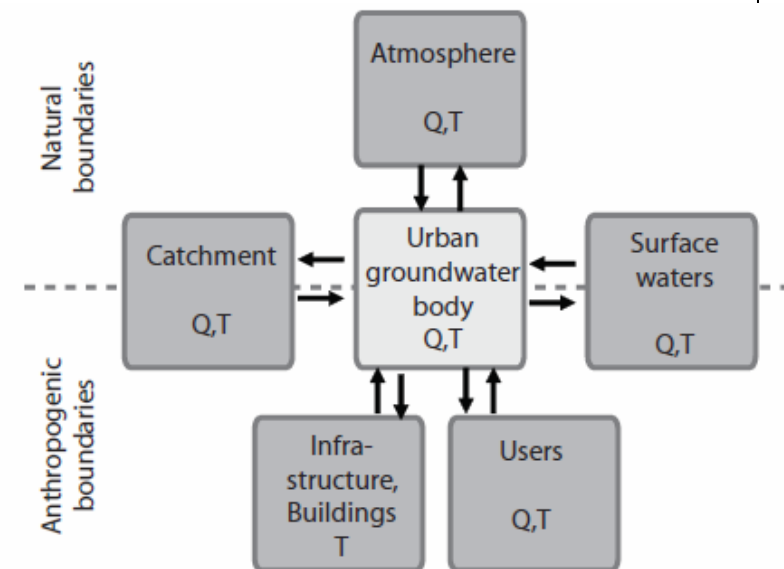 Natural
boundaries
Atmosphere
Q,T
Catchment
Q,T
Urban
groundwater
body
Q,T
Surface
waters
Q,T
Anthropogenic
boundaries
Infra-
structure,
Buildings
T
Users
Q,T